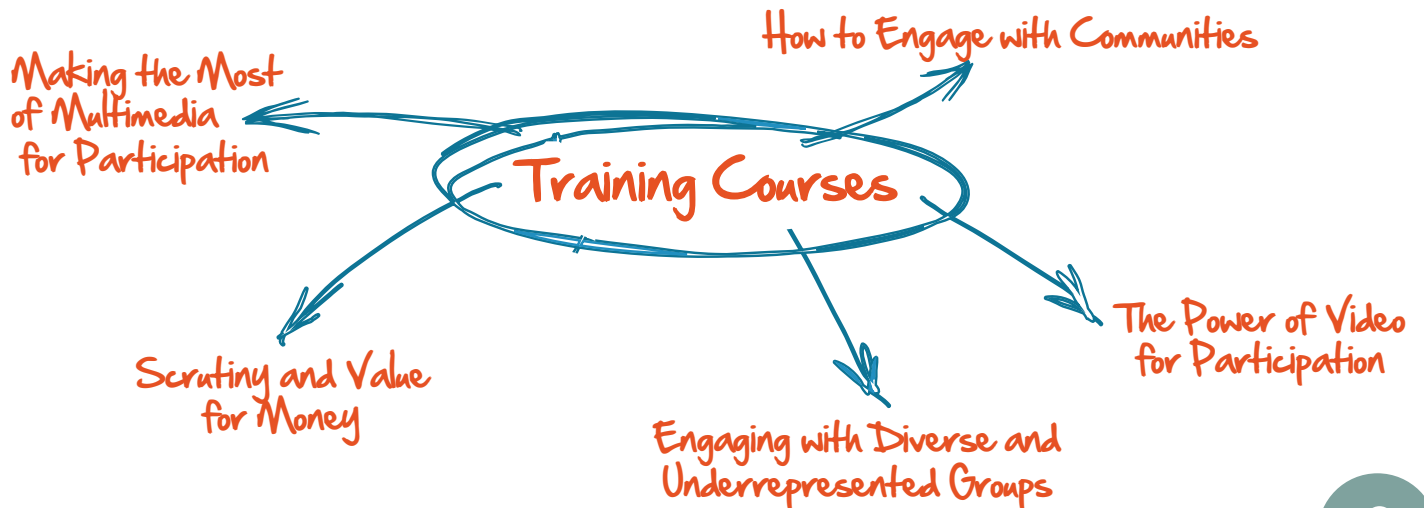 How to Engage with Communities
Making the Most
of Multimedia
for Participation
Training Courses
The Power of Video
for Participation
Scrutiny and Value
for Money
Engaging with Diverse and
Underrepresented Groups